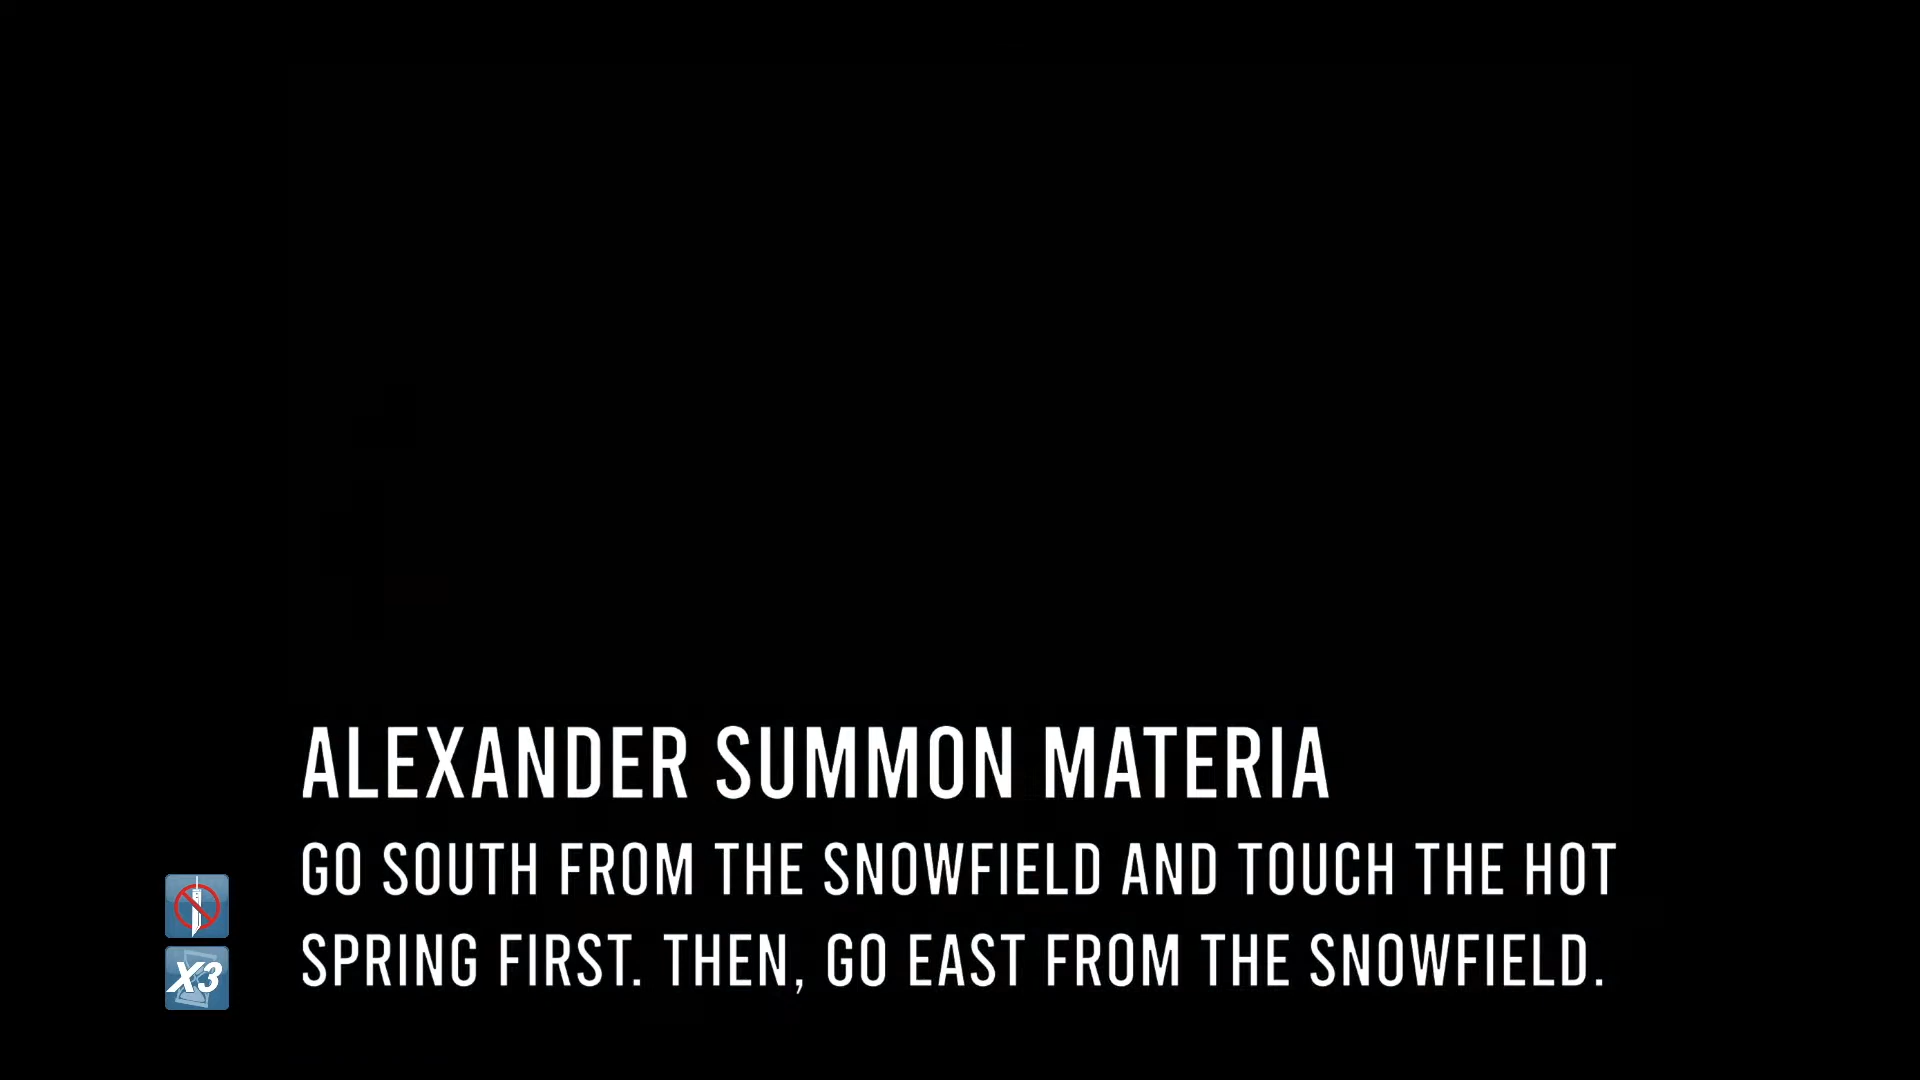 ALEXANDER SUMMON MATERIA
GO SOUTH FROM THE SNOWFIELD AND TOUCH THE HOT
SPRING FIRST. THEN, GO EAST FROM THE SNOWFIELD.
X3